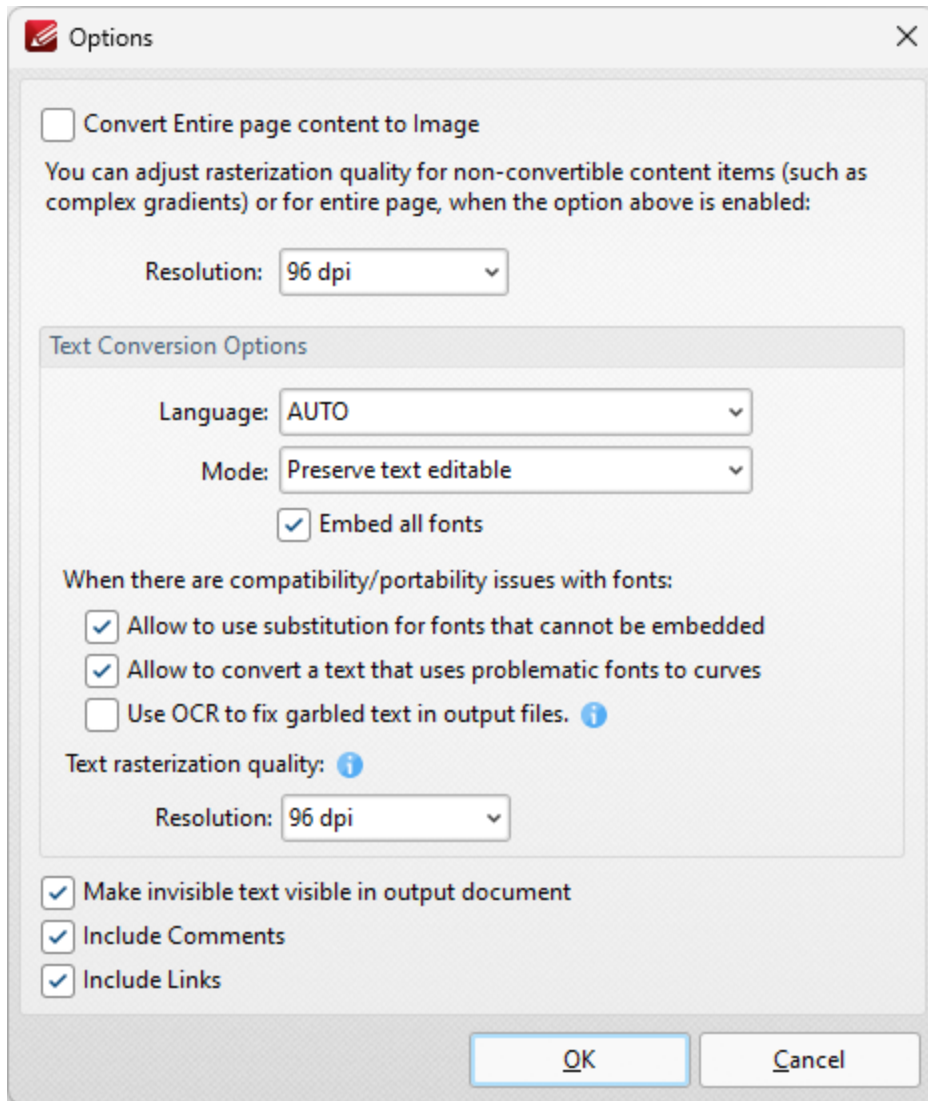 Options
Convert Entire page content to Image
You can adjust rasterization quality for non-convertible content items (such as
complex gradients) or for entire page, when the option above is enabled:
Resolution: 96 dpi
Text Conversion Options
Language: AUTO
Mode: Preserve text editable
Embed all fonts
When there are compatibility/portability issues with fonts:
Allow to use substitution for fonts that cannot be embedded
Allow to convert a text that uses problematic fonts to curves
Use OCR to fix garbled text in output files.
Text rasterization quality:
Resolution: 96 dpi
Make invisible text visible in output document
Include Comments
Include Links
OK Cancel